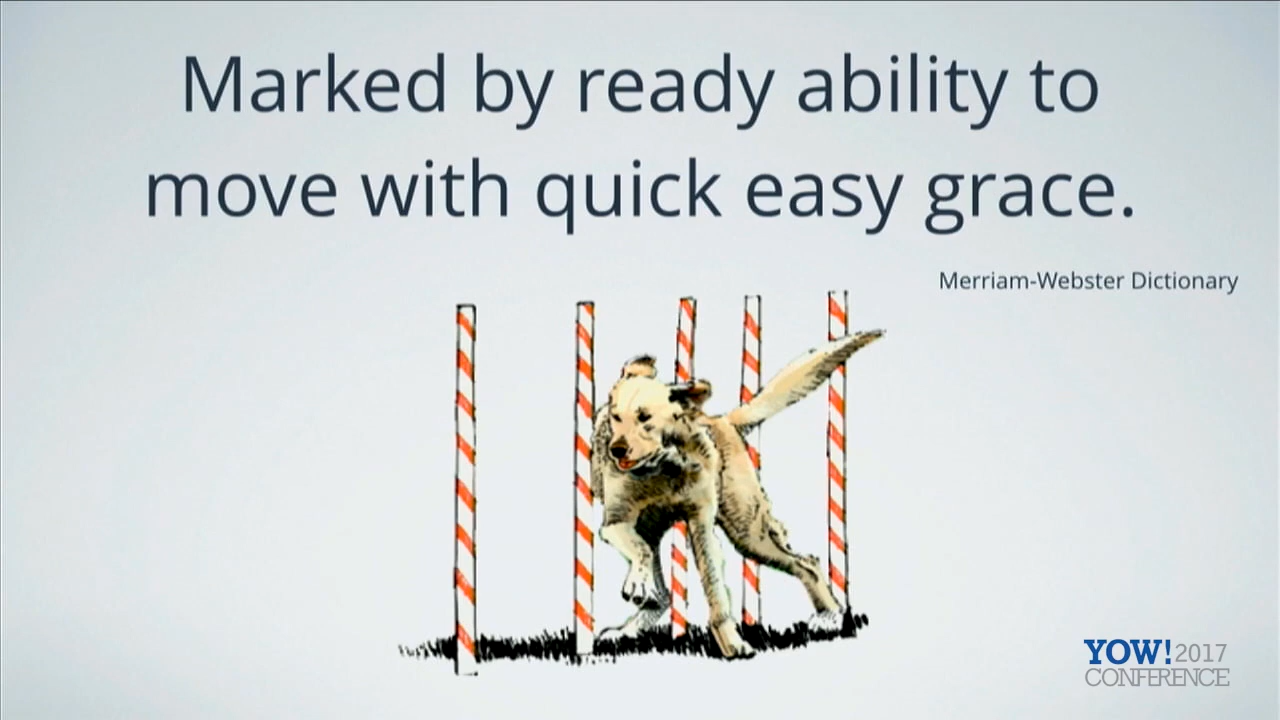 Marked by ready ability to
move with quick easy grace.
Merriam-Webster Dictionary
YOW! 2017
CONFERENCE